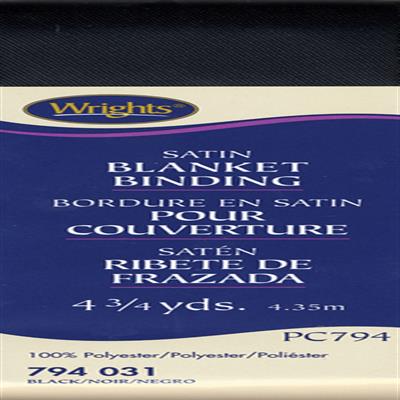 Wrights®
SATIN
BLANKET
BINDING
BORDURE EN SATIN
POUR
COUVERTURE
SATÉN
RIBETE DE
FRAZADA
4 3/4 yds. 4.35m
PC794
100% Polyester/Polyester/Poliéster
794 031
BLACK/NOIR/NEGRO